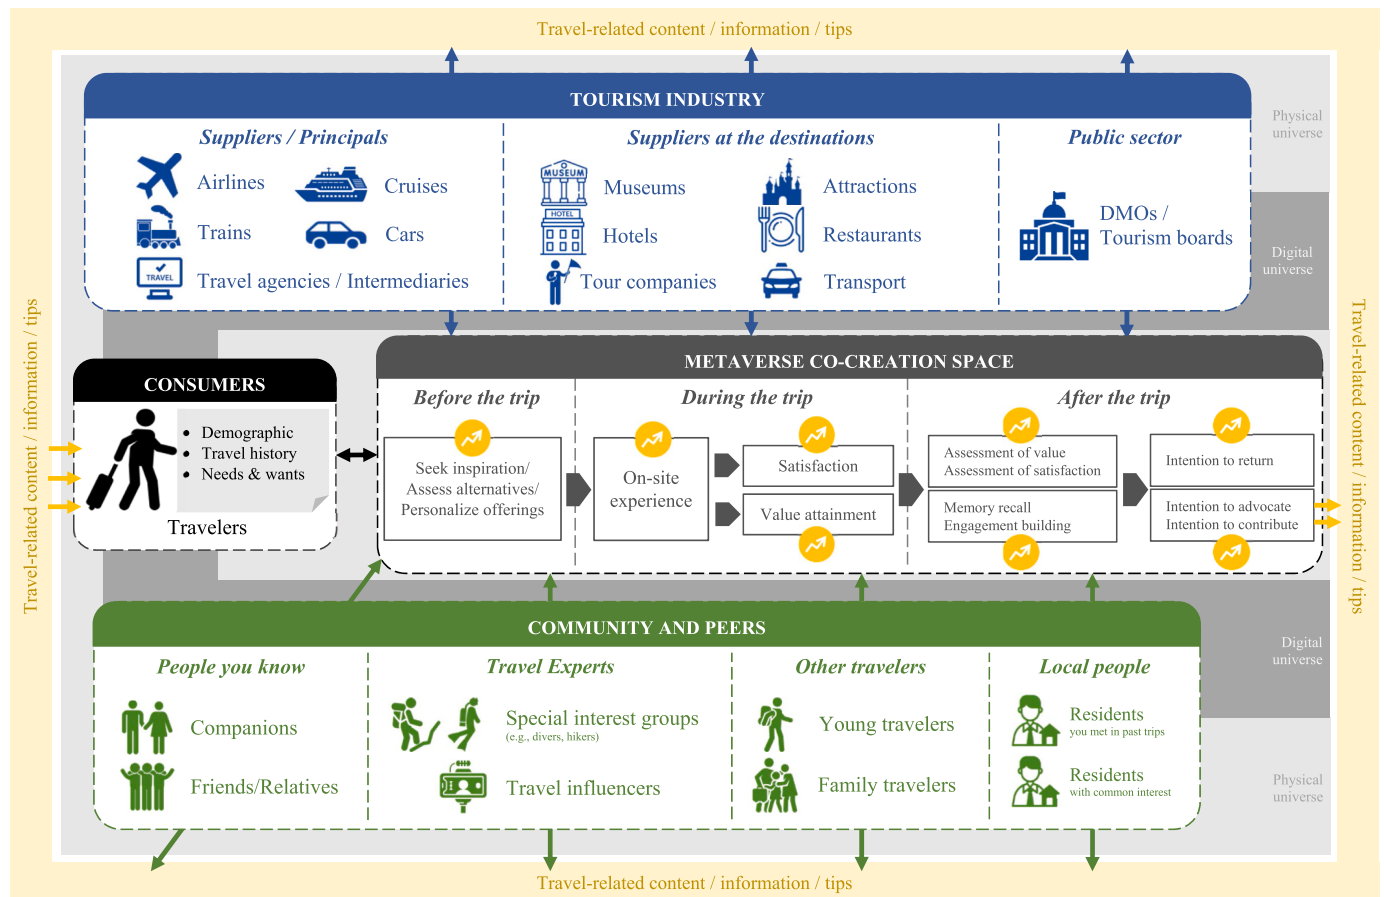 Travel-related content / information / tips
TOURISM INDUSTRY
Physical
universe
Suppliers / Principals
Airlines
Cruises
Trains
Cars
TRAVEL
Travel agencies / Intermediaries
Suppliers at the destinations
MUSEUM
Museums
Attractions
HOTEL
Hotels
Restaurants
Tour companies
Transport
Public sector
DMOs /
Tourism boards
Digital
universe
Travel-related content / information / tips
CONSUMERS
• Demographic
• Travel history
• Needs & wants
Travelers
METAVERSE CO-CREATION SPACE
Before the trip
Seek inspiration/
Assess alternatives/
Personalize offerings
During the trip
On-site
experience
Satisfaction
Value attainment
After the trip
Assessment of value
Assessment of satisfaction
Memory recall
Engagement building
Intention to return
Intention to advocate
Intention to contribute
Travel-related content / information / tips
COMMUNITY AND PEERS
Digital
universe
People you know
Companions
Friends/Relatives
Travel Experts
Special interest groups
(e.g., divers, hikers)
Travel influencers
Other travelers
Young travelers
Family travelers
Local people
Residents
you met in past trips
Residents
with common interest
Physical
universe
Travel-related content / information / tips